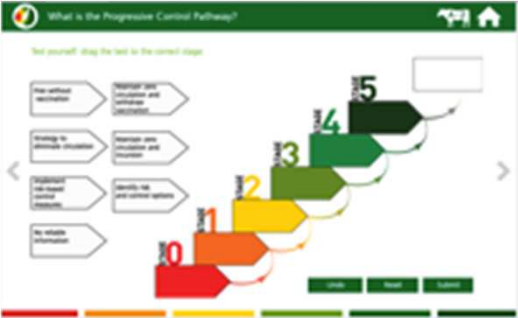 What is the Progressive Control Pathway?
Test yourself: drag the text to the correct stage
Free without
vaccination
Maintain zero
circulation and
withdraw
vaccination
Strategy to
eliminate circulation
Maintain zero
circulation and
incursion
Implement
risk-based
control
measures
Identify risk
and control options
No reliable
information
STAGE 0
STAGE 1
STAGE 2
STAGE 3
STAGE 4
STAGE 5
Undo
Reset
Submit